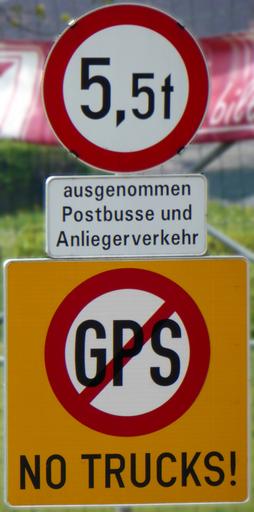 5,5t
ausgenommen
Postbusse und
Anliegerverkehr
GPS
NO TRUCKS!